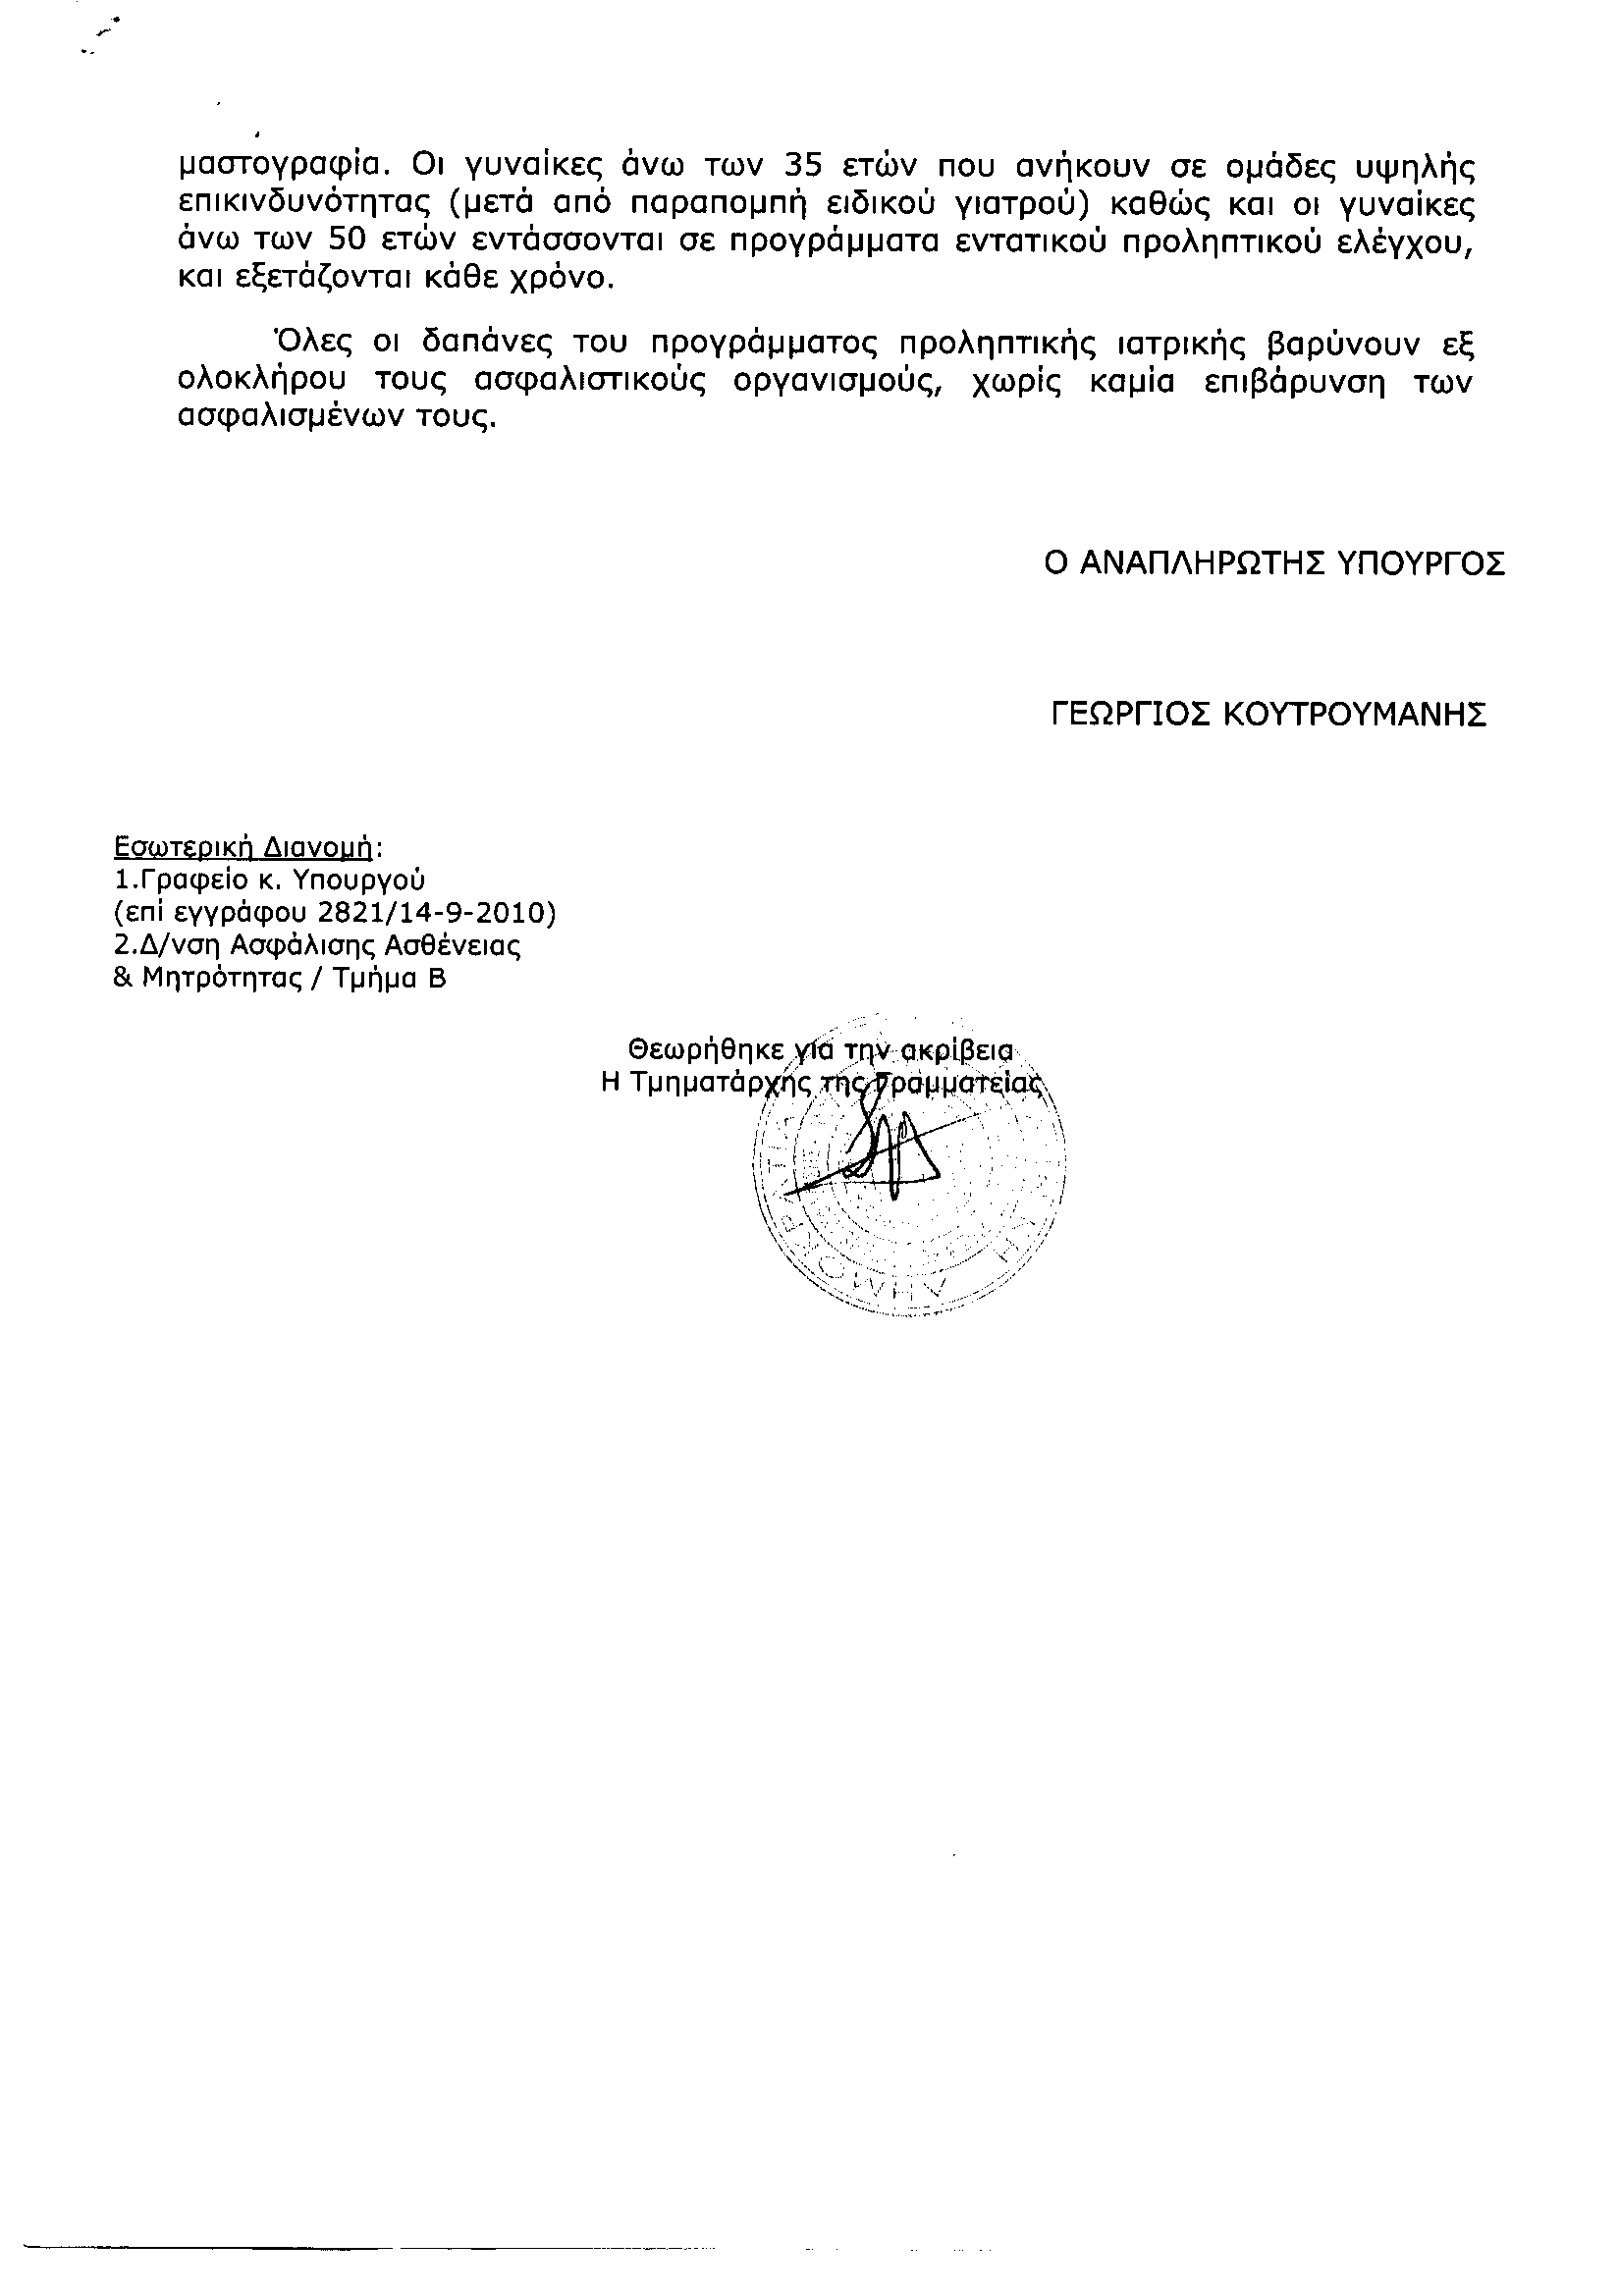 μαστογραφία. Οι γυναίκες άνω των 35 ετών που ανήκουν σε ομάδες υψηλής
επικινδυνότητας (μετά από παραπομπή ειδικού γιατρού) καθώς και οι γυναίκες
άνω των 50 ετών εντάσσονται σε προγράμματα εντατικού προληπτικού ελέγχου,
και εξετάζονται κάθε χρόνο.
Όλες οι δαπάνες του προγράμματος προληπτικής ιατρικής βαρύνουν εξ
ολοκλήρου τους ασφαλιστικούς οργανισμούς, χωρίς καμία επιβάρυνση των
ασφαλισμένων τους.
Ο ΑΝΑΠΛΗΡΩΤΗΣ ΥΠΟΥΡΓΟΣ
ΓΕΩΡΓΙΟΣ ΚΟΥΤΡΟΥΜΑΝΗΣ
Εσωτερική Διανομή:
1.Γραφείο κ. Υπουργού
(επί εγγράφου 2821/14-9-2010)
2.Δ/νση Ασφάλισης Ασθένειας
& Μητρότητας / Τμήμα Β
Θεωρήθηκε για την ακρίβεια
Η Τμηματάρχης της Γραμματείας